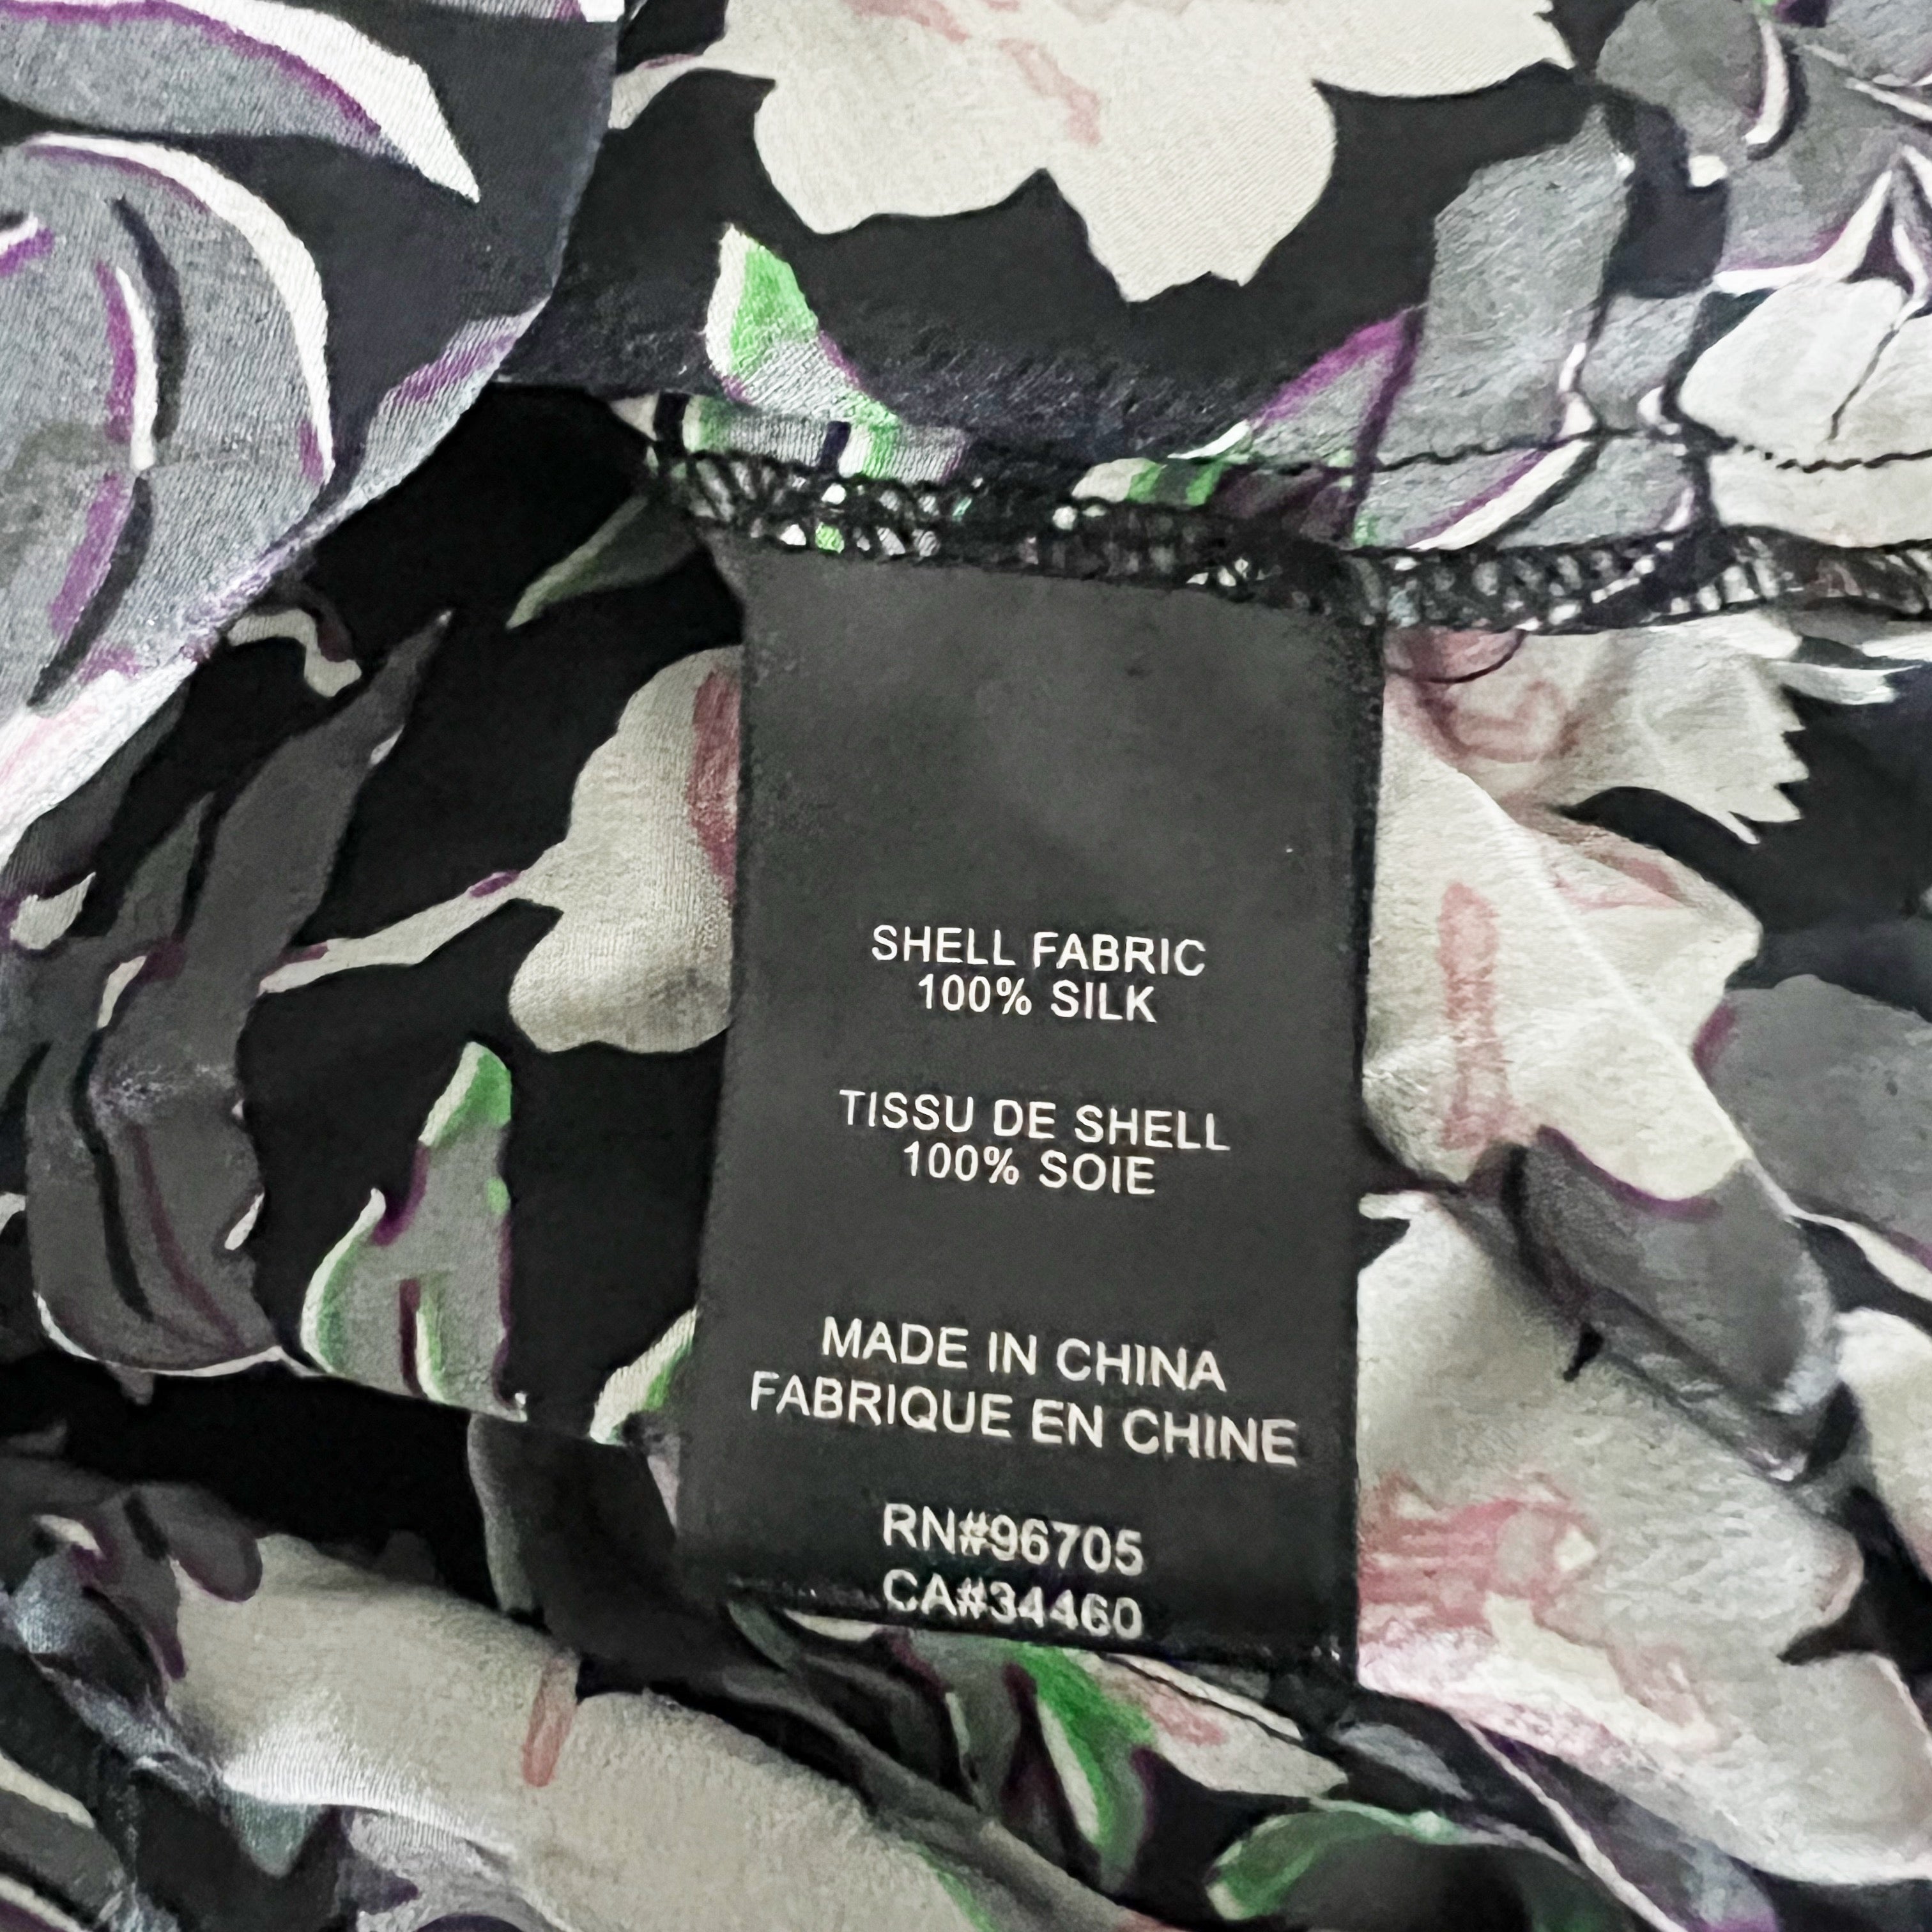 SHELL FABRIC
100% SILK
TISSU DE SHELL
100% SOIE
MADE IN CHINA
FABRIQUE EN CHINE
RN#96705
CA#34460